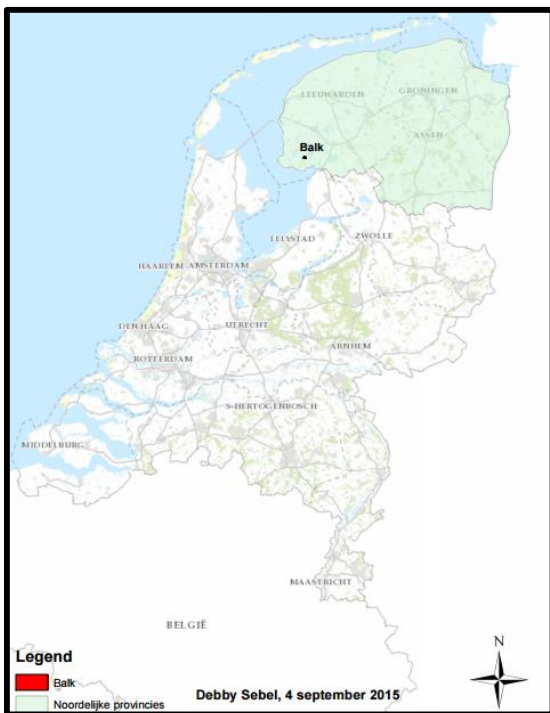 LEEUWARDEN
GRONINGEN
ASSEN
Balk
LELYSTAD
ZWOLLE
HAARLEM
AMSTERDAM
DEN HAAG
UTRECHT
ARNHEM
ROTTERDAM
S-HERTOGENBOSCH
MIDDELBURG
MAASTRICHT
BELGIË
N
Legend
Balk
Noordelijke provincies
Debby Sebel, 4 september 2015